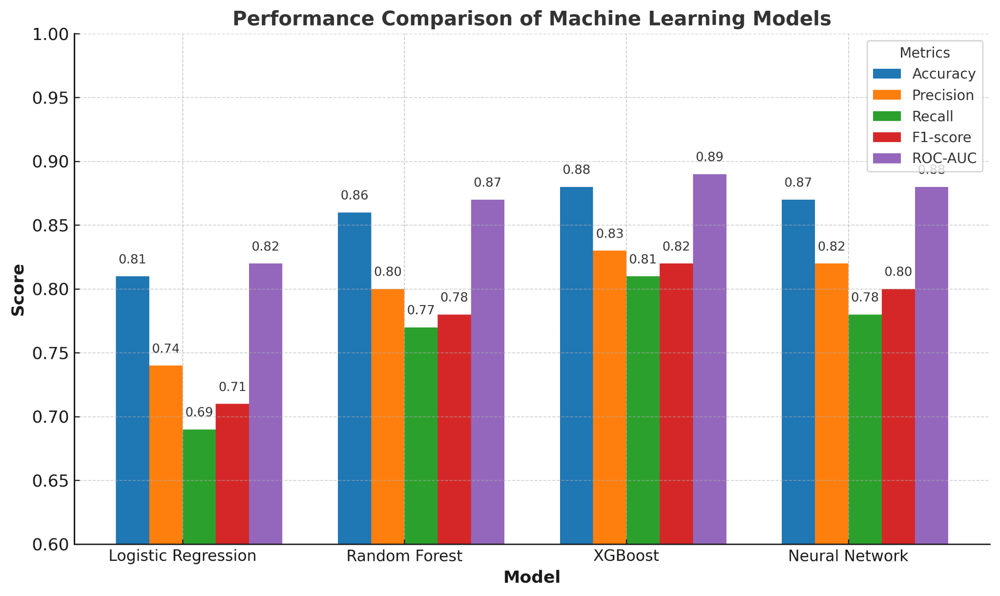 Performance Comparison of Machine Learning Models
1.00
0.95
0.90
0.85
0.80
0.75
0.70
0.65
0.60
Score
Metrics
Accuracy
Precision
Recall
F1-score
ROC-AUC
0.81
0.74
0.69
0.71
0.82
0.86
0.80
0.77
0.78
0.87
0.88
0.83
0.81
0.82
0.89
0.87
0.82
0.78
0.80
0.88
Logistic Regression
Random Forest
XGBoost
Neural Network
Model